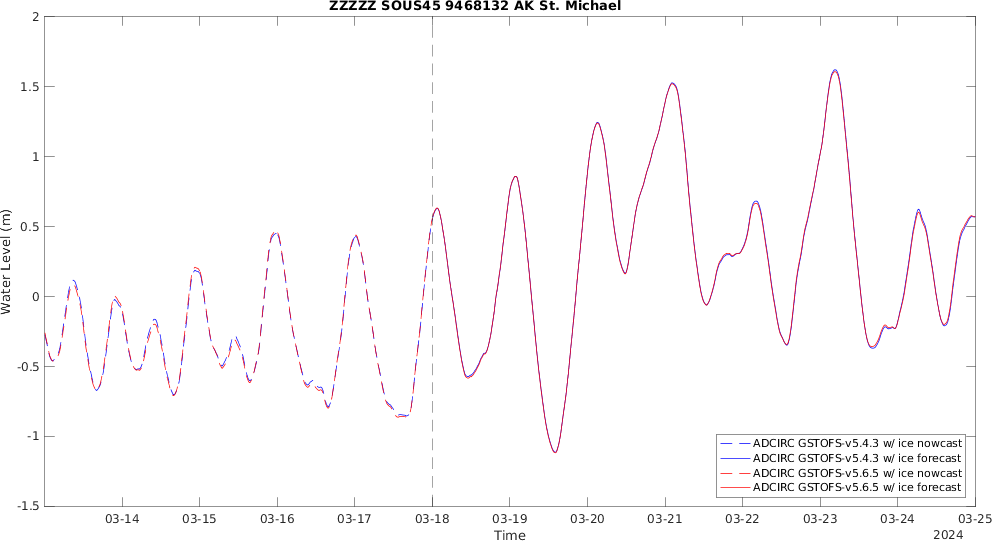 ZZZZZ SOUS45 9468132 AK St. Michael
2
1.5
1
0.5
0
-0.5
-1
-1.5
Water Level (m)
03-14 03-15 03-16 03-17 03-18 03-19 03-20 03-21 03-22 03-23 03-24 03-25
Time
2024
ADCIRC GSTOFS-v5.4.3 w/ ice nowcast
ADCIRC GSTOFS-v5.4.3 w/ ice forecast
ADCIRC GSTOFS-v5.6.5 w/ ice nowcast
ADCIRC GSTOFS-v5.6.5 w/ ice forecast